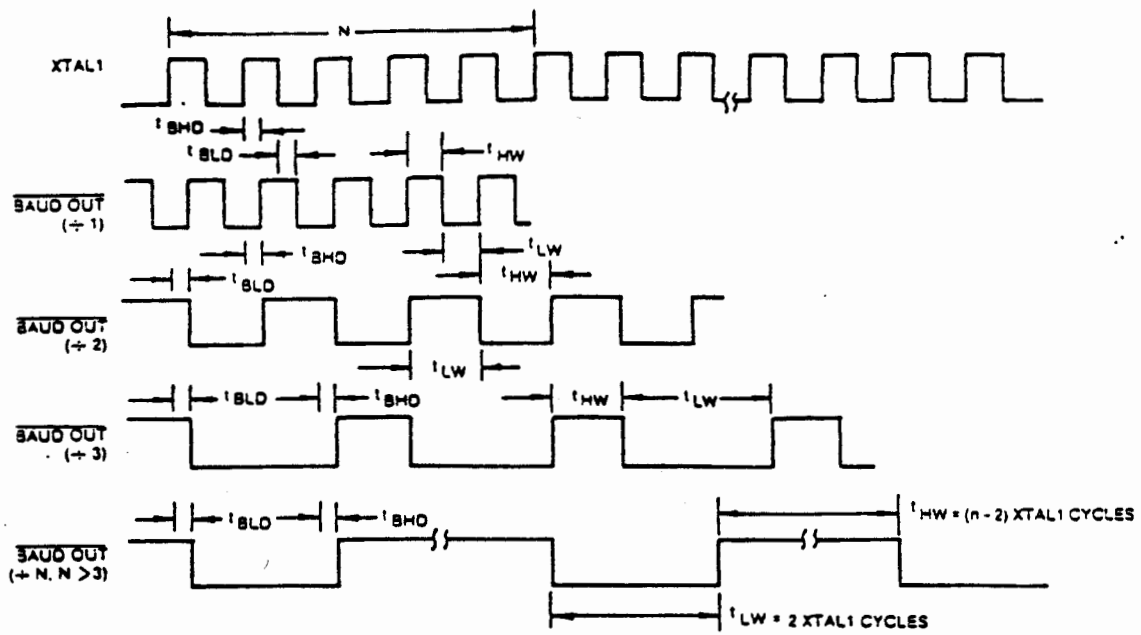 N
XTAL1
tBHD
tBLD
tHW
BAUD OUT
(÷ 1)
tLW
tBHD
tHW
tBLD
BAUD OUT
(÷ 2)
tLW
tBLD
tBHD
tHW
tLW
BAUD OUT
(÷ 3)
tBLD
tBHD
tHW = (n - 2) XTAL1 CYCLES
BAUD OUT
(÷ N, N > 3)
tLW = 2 XTAL1 CYCLES